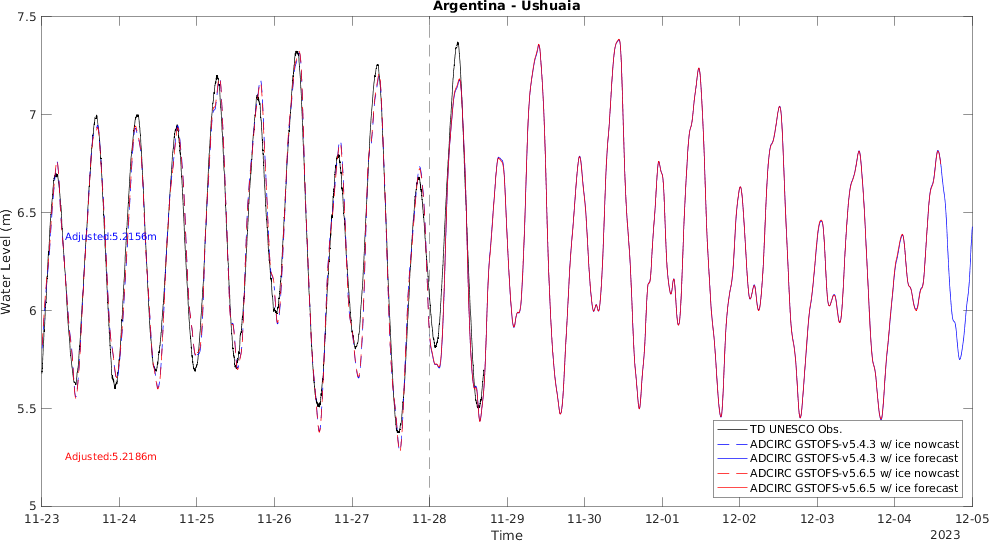 Argentina - Ushuaia
7.5
7
6.5
6
5.5
5
Water Level (m)
Adjusted:5.2156m
Adjusted:5.2186m
TD UNESCO Obs.
ADCIRC GSTOFS-v5.4.3 w/ ice nowcast
ADCIRC GSTOFS-v5.4.3 w/ ice forecast
ADCIRC GSTOFS-v5.6.5 w/ ice nowcast
ADCIRC GSTOFS-v5.6.5 w/ ice forecast
11-23 11-24 11-25 11-26 11-27 11-28 11-29 11-30 12-01 12-02 12-03 12-04 12-05
Time
2023